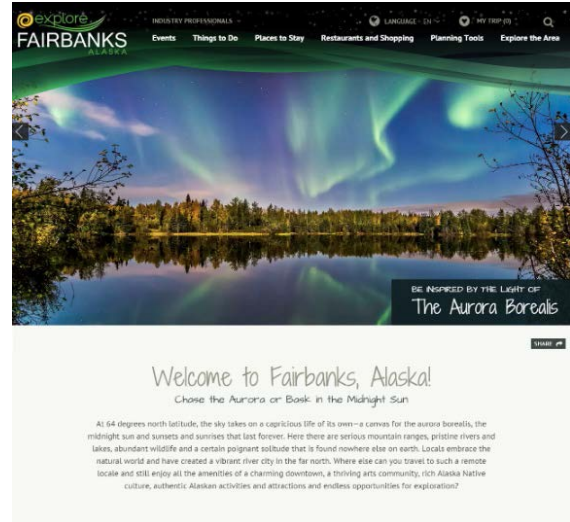 explore
FAIRBANKS
ALASKA
INDUSTRY PROFESSIONALS
LANGUAGE - EN
MY TRIP (0)
Events Things to Do Places to Stay Restaurants and Shopping Planning Tools Explore the Area
BE INSPIRED BY THE LIGHT OF
The Aurora Borealis
SHARE
Welcome to Fairbanks, Alaska!
Chase the Aurora or Bask in the Midnight Sun
At 64 degrees north latitude, the sky takes on a capricious life of its own—a canvas for the aurora borealis, the
midnight sun and sunsets and sunrises that last forever. Here there are serious mountain ranges, pristine rivers and
lakes, abundant wildlife and a certain poignant solitude that is found nowhere else on earth. Locals embrace the
natural world and have created a vibrant river city in the far north. Where else can you travel to such a remote
locale and still enjoy all the amenities of a charming downtown, a thriving arts community, rich Alaska Native
culture, authentic Alaskan activities and attractions and endless opportunities for exploration?